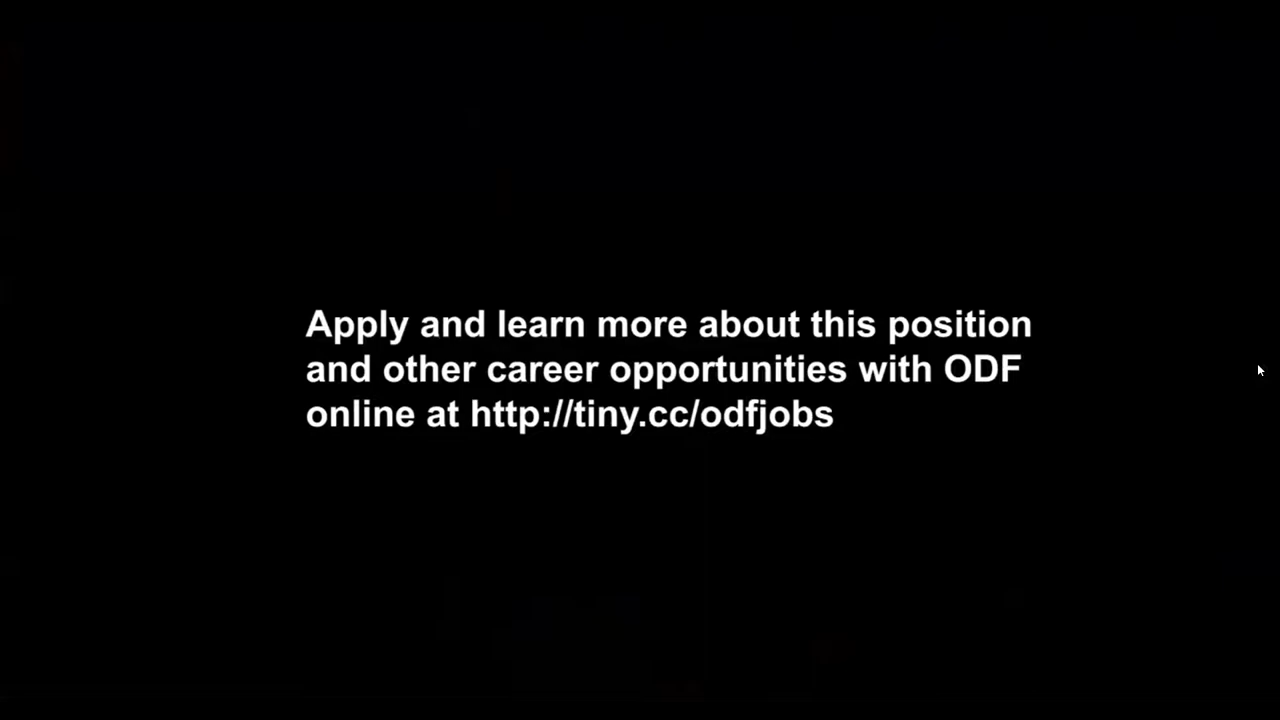 Apply and learn more about this position
and other career opportunities with ODF
online at http://tiny.cc/odfjobs